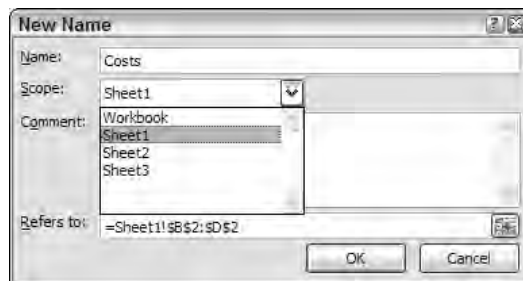 New Name
Name: Costs
Scope: Sheet1
Comment: Workbook
Sheet1
Sheet2
Sheet3
Refers to: =Sheet1!$B$2:$D$2
OK Cancel